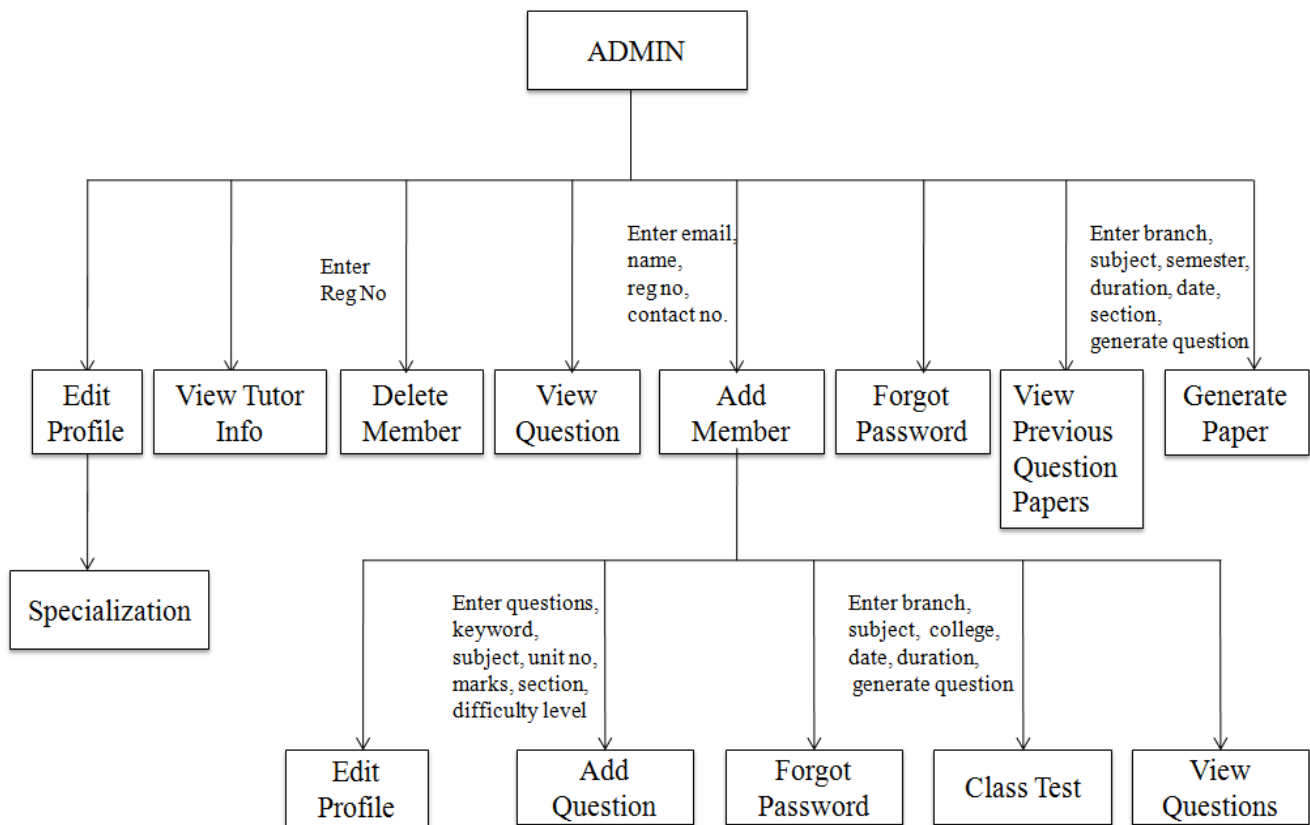 ADMIN
Enter
Reg No
Enter email,
name,
reg no,
contact no.
Enter branch,
subject, semester,
duration, date,
section,
generate question
Edit
Profile
View Tutor
Info
Delete
Member
View
Question
Add
Member
Forgot
Password
View
Previous
Question
Papers
Generate
Paper
Specialization
Enter questions,
keyword,
subject, unit no,
marks, section,
difficulty level
Enter branch,
subject, college,
date, duration,
generate question
Edit
Profile
Add
Question
Forgot
Password
Class Test
View
Questions